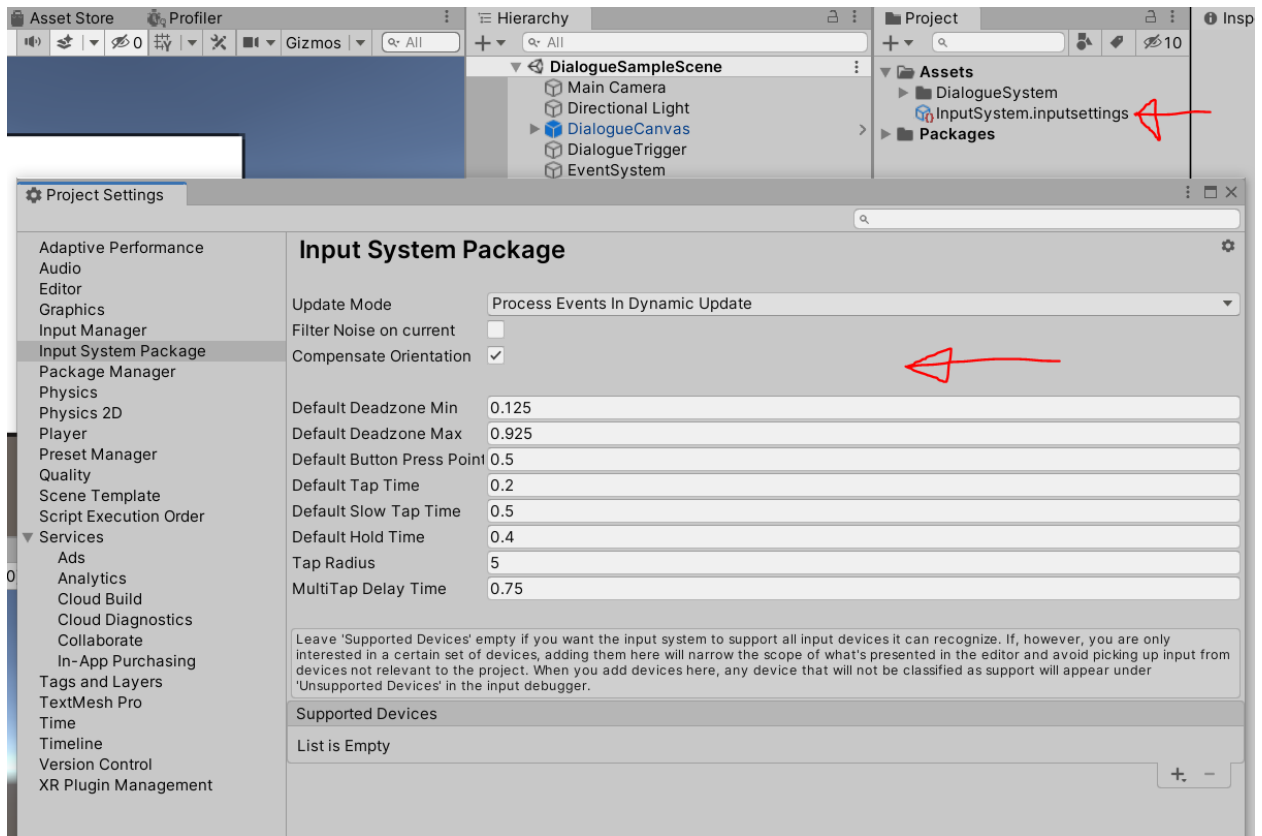 Asset Store Profiler
Hierarchy
Project
Insp
0 Gizmos All
All
10
DialogueSampleScene
Main Camera
Directional Light
DialogueCanvas
DialogueTrigger
EventSystem
Assets
DialogueSystem
InputSystem.inputsettings
Packages
Project Settings
Adaptive Performance
Audio
Editor
Graphics
Input Manager
Input System Package
Package Manager
Physics
Physics 2D
Player
Preset Manager
Quality
Scene Template
Script Execution Order
Services
Ads
Analytics
Cloud Build
Cloud Diagnostics
Collaborate
In-App Purchasing
Tags and Layers
TextMesh Pro
Time
Timeline
Version Control
XR Plugin Management
Input System Package
Update Mode Process Events In Dynamic Update
Filter Noise on current
Compensate Orientation
Default Deadzone Min 0.125
Default Deadzone Max 0.925
Default Button Press Point 0.5
Default Tap Time 0.2
Default Slow Tap Time 0.5
Default Hold Time 0.4
Tap Radius 5
MultiTap Delay Time 0.75
Leave 'Supported Devices' empty if you want the input system to support all input devices it can recognize. If, however, you are only
interested in a certain set of devices, adding them here will narrow the scope of what's presented in the editor and avoid picking up input from
devices not relevant to the project. When you add devices here, any device that will not be classified as support will appear under
'Unsupported Devices' in the input debugger.
Supported Devices
List is Empty